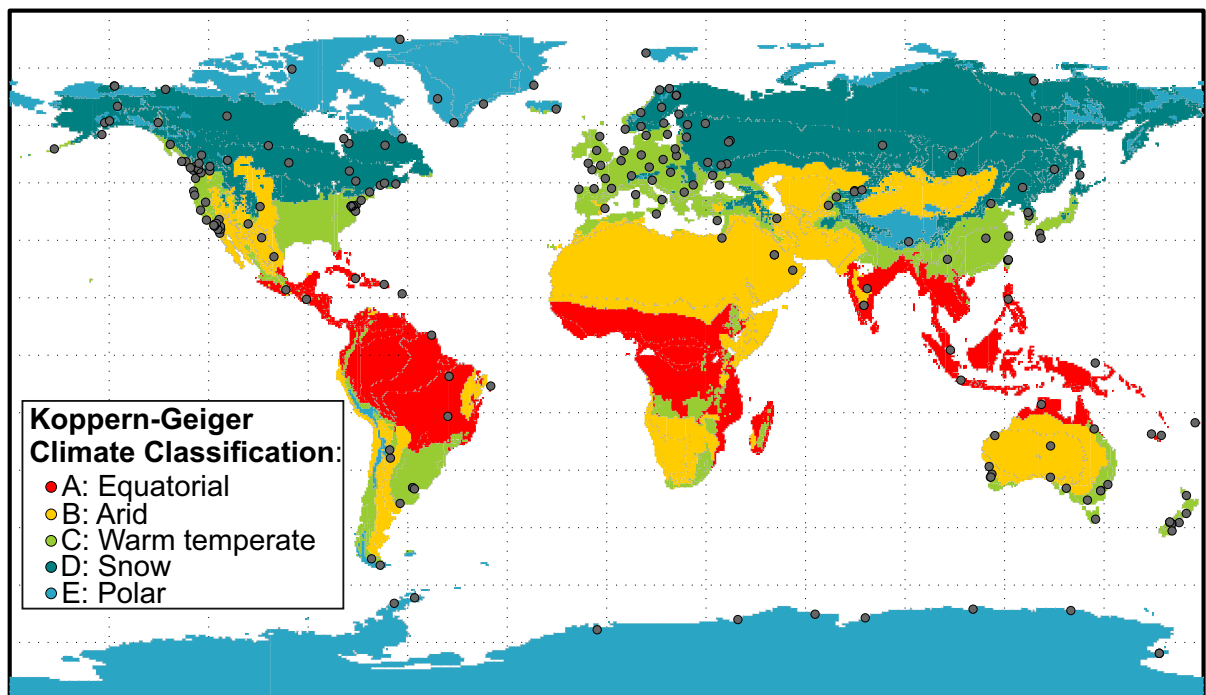 Koppern-Geiger
Climate Classification:
A: Equatorial
B: Arid
C: Warm temperate
D: Snow
E: Polar